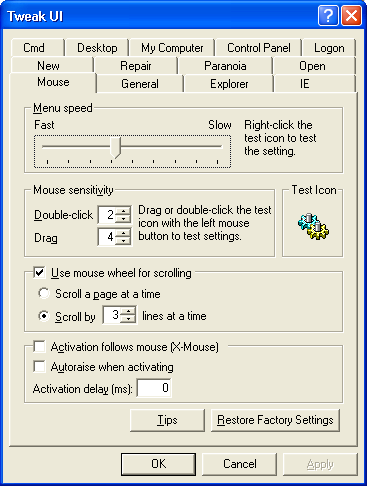 Tweak UI
Cmd Desktop My Computer Control Panel Logon
New Repair Paranoia Open
Mouse General Explorer IE
Menu speed
Fast Slow
Right-click the
test icon to test
the setting.
Mouse sensitivity
Double-click 2
Drag 4
Drag or double-click the test
icon with the left mouse
button to test settings.
Test Icon
Use mouse wheel for scrolling
Scroll a page at a time
Scroll by 3 lines at a time
Activation follows mouse (X-Mouse)
Autoraise when activating
Activation delay (ms): 0
Tips Restore Factory Settings
OK Cancel Apply